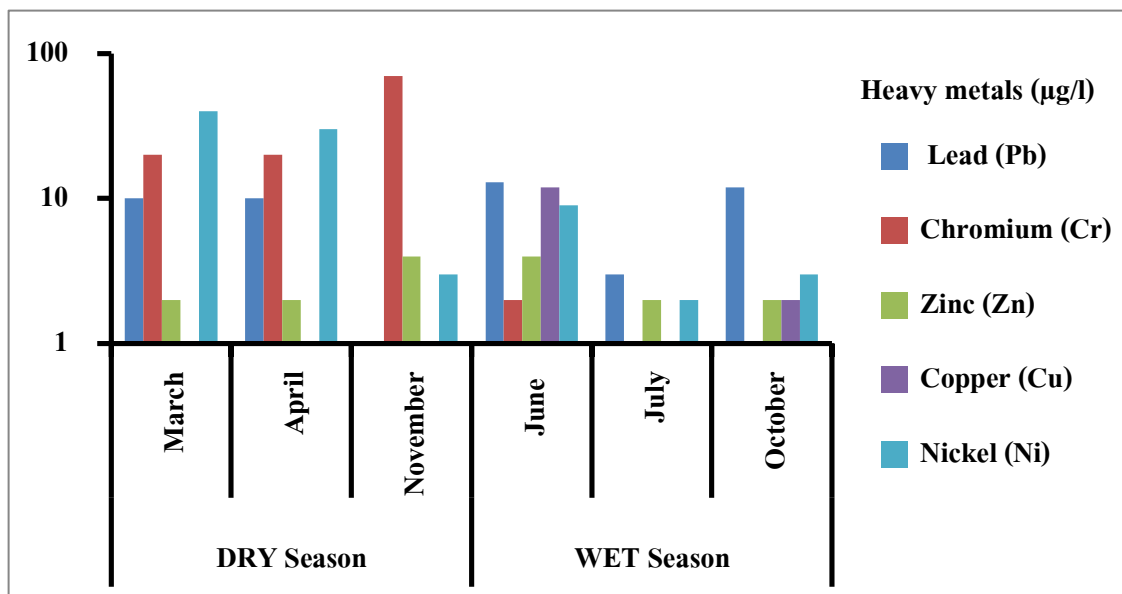 100
10
1
March
April
November
June
July
October
DRY Season
WET Season
Heavy metals (µg/l)
Lead (Pb)
Chromium (Cr)
Zinc (Zn)
Copper (Cu)
Nickel (Ni)